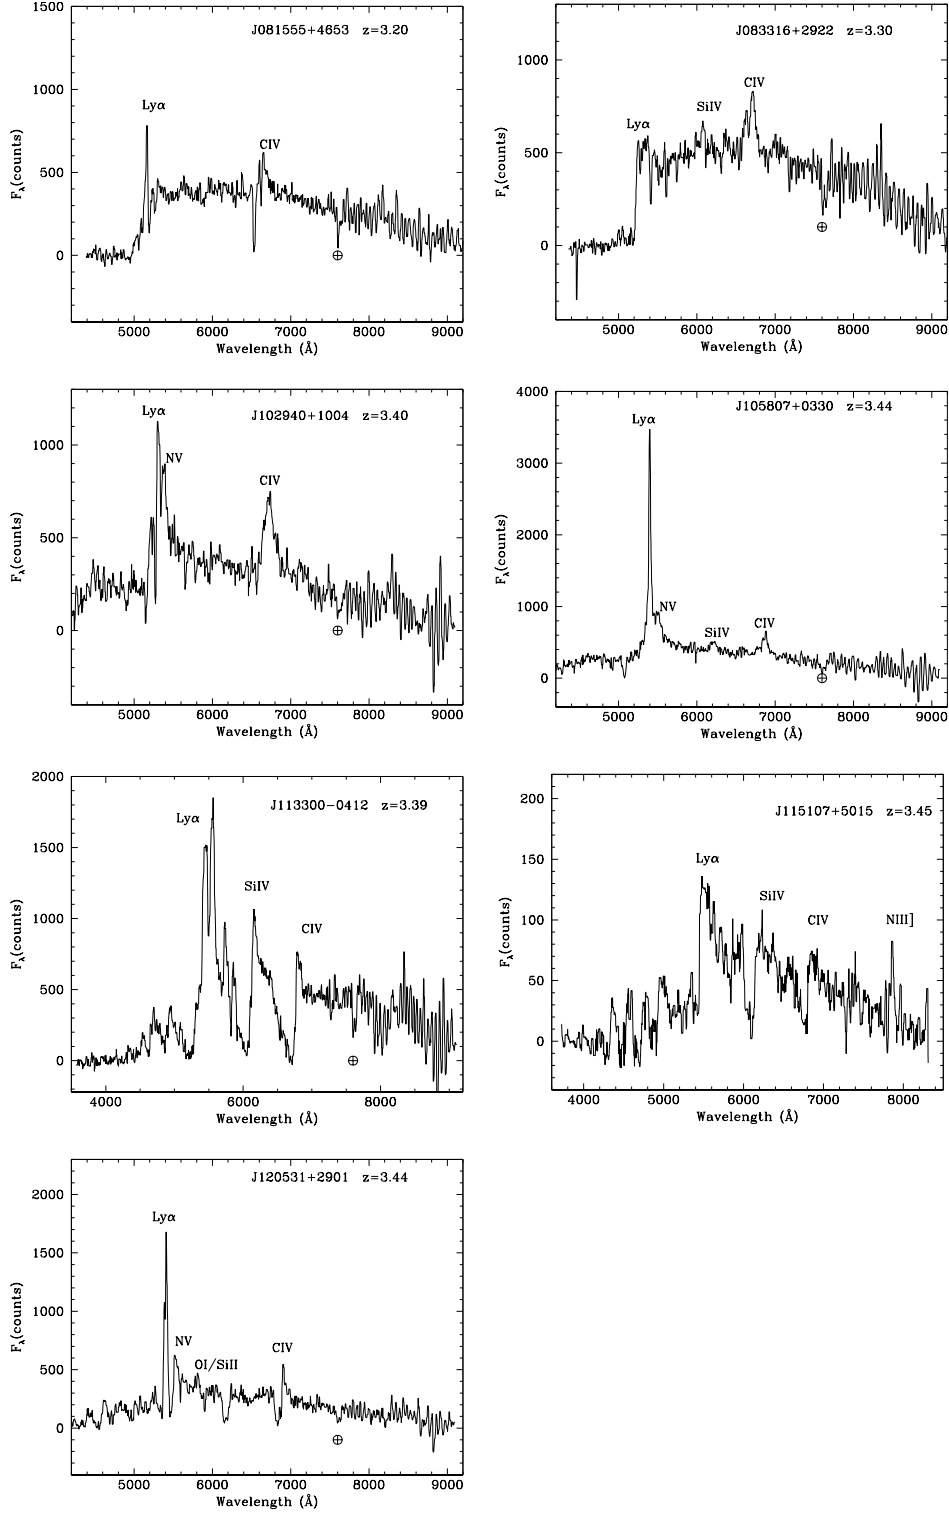 J081555+4653 z=3.20
Lyα
CIV
1500
1000
500
0
F_λ(counts)
⊕
5000 6000 7000 8000 9000
Wavelength (Å)
J083316+2922 z=3.30
Lyα
SiIV
CIV
1000
500
0
F_λ(counts)
⊕
5000 6000 7000 8000 9000
Wavelength (Å)
J102940+1004 z=3.40
Lyα
NV
CIV
1000
500
0
F_λ(counts)
⊕
5000 6000 7000 8000 9000
Wavelength (Å)
J105807+0330 z=3.44
Lyα
NV
SiIV
CIV
4000
3000
2000
1000
0
F_λ(counts)
⊕
5000 6000 7000 8000 9000
Wavelength (Å)
J113300-0412 z=3.39
Lyα
SiIV
CIV
2000
1500
1000
500
0
F_λ(counts)
⊕
4000 6000 8000
Wavelength (Å)
J115107+5015 z=3.45
Lyα
SiIV
CIV
NIII]
200
150
100
50
0
F_λ(counts)
4000 5000 6000 7000 8000
Wavelength (Å)
J120531+2901 z=3.44
Lyα
NV
OI/SiII
CIV
2000
1500
1000
500
0
F_λ(counts)
⊕
5000 6000 7000 8000 9000
Wavelength (Å)